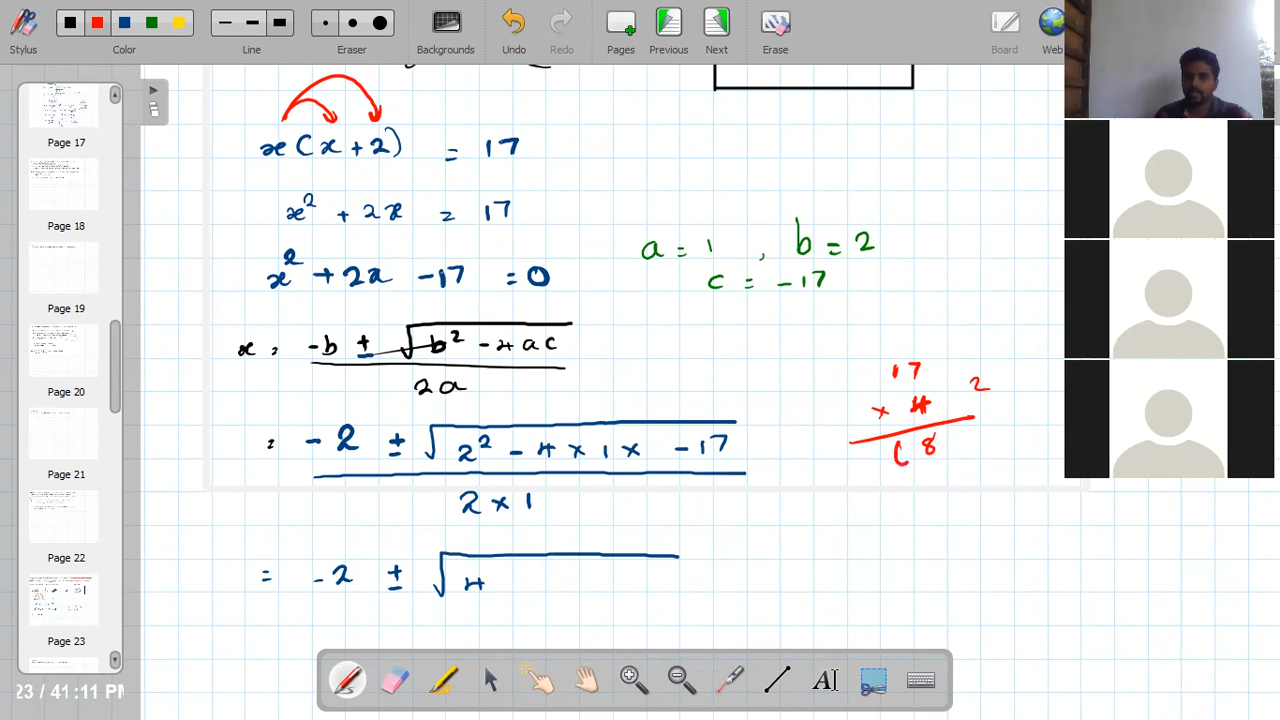 Stylus Color Line Eraser Backgrounds Undo Redo Pages Previous Next Erase Board Web
Page 17
Page 18
Page 19
Page 20
Page 21
Page 22
Page 23
23 / 41:11 PM
x(x + 2) = 17
x² + 2x = 17
x² + 2x - 17 = 0
a = 1 , b = 2
c = -17
x = -b ± √b² - 4ac
2a
17
× 4 2
68
= -2 ± √2² - 4 × 1 × -17
2 × 1
= -2 ± √4